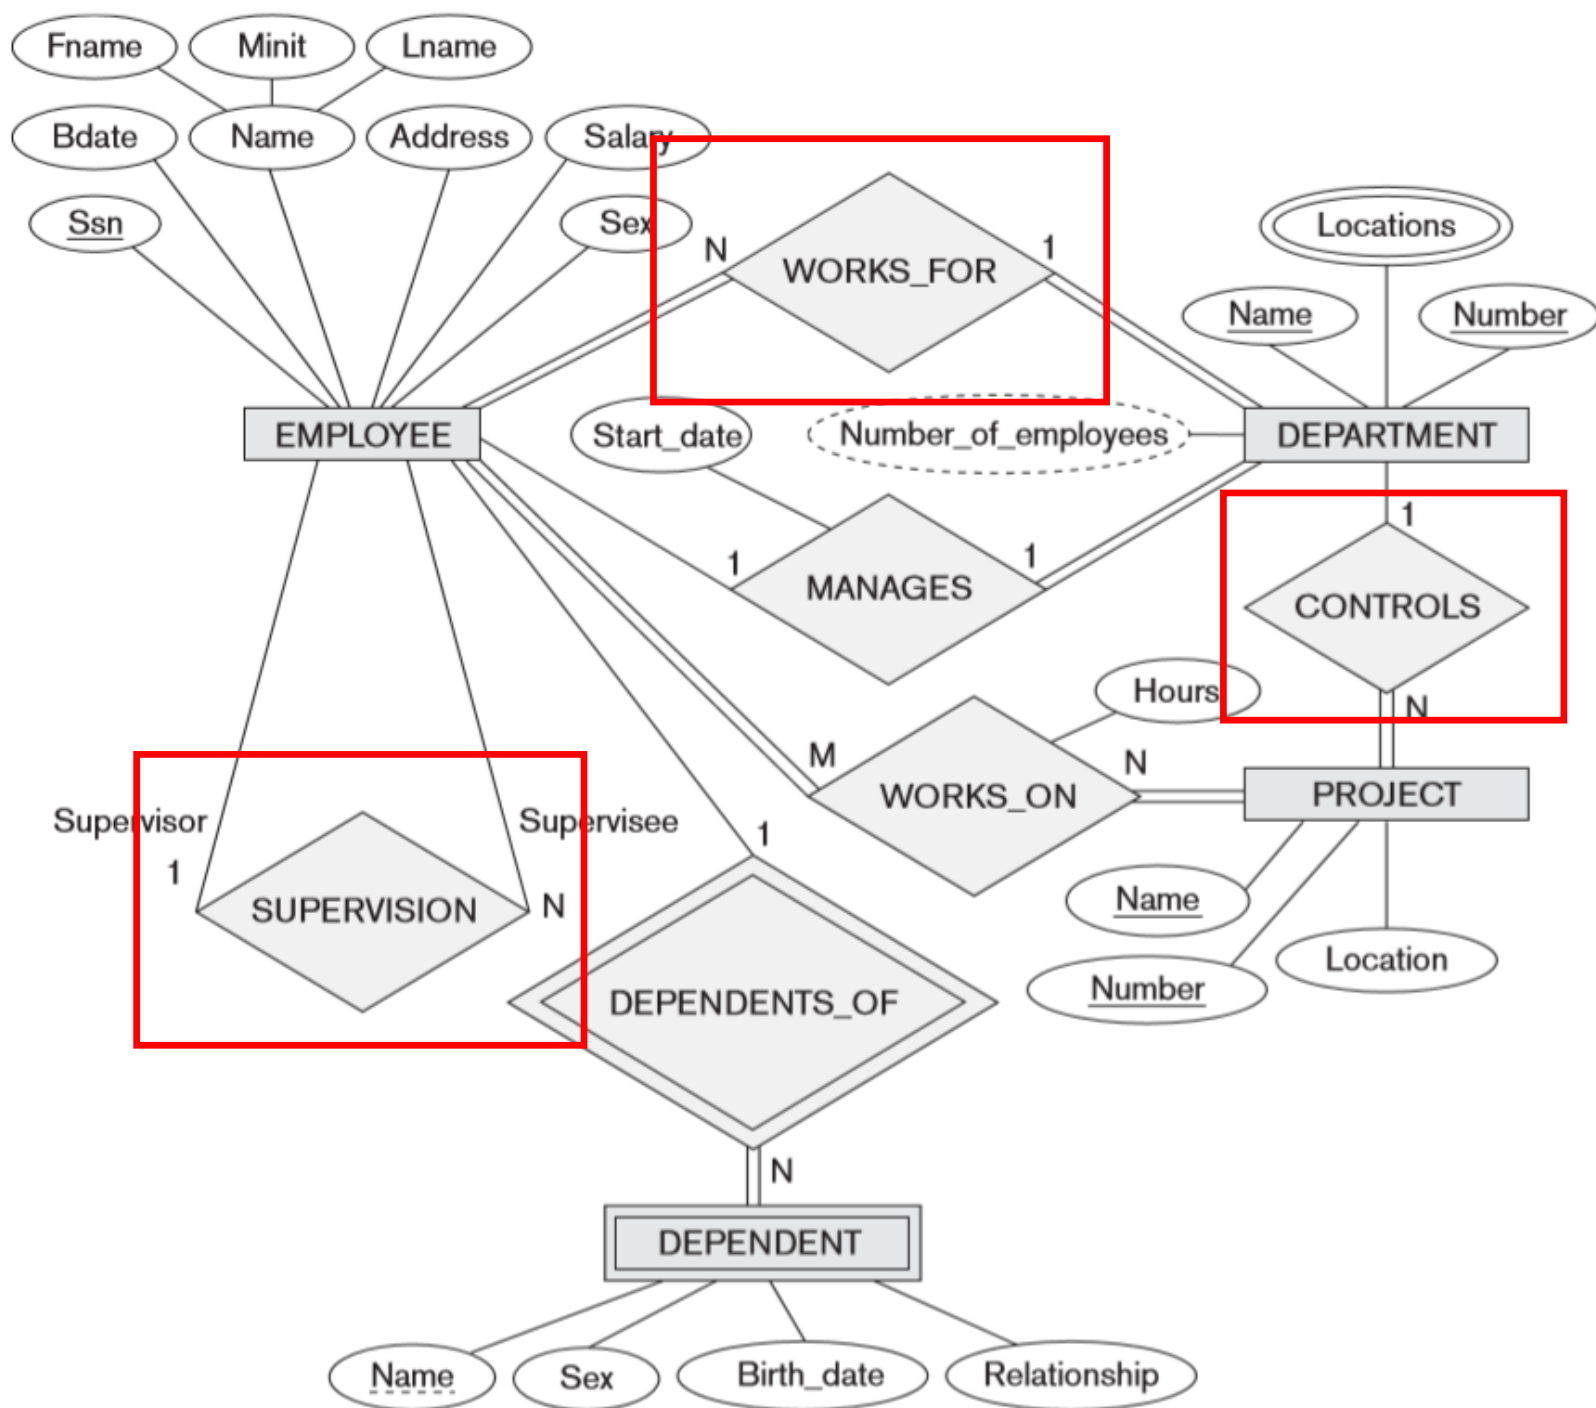 Fname Minit Lname
Bdate Name Address Salary
Ssn Sex
N WORKS_FOR 1
Locations
Name Number
EMPLOYEE
Start_date Number_of_employees
DEPARTMENT
1 MANAGES 1
1
CONTROLS
N
Hours
M WORKS_ON N
PROJECT
Supervisor Supervisee
1 SUPERVISION N
1
Name
Number
Location
DEPENDENTS_OF
N
DEPENDENT
Name Sex Birth_date Relationship